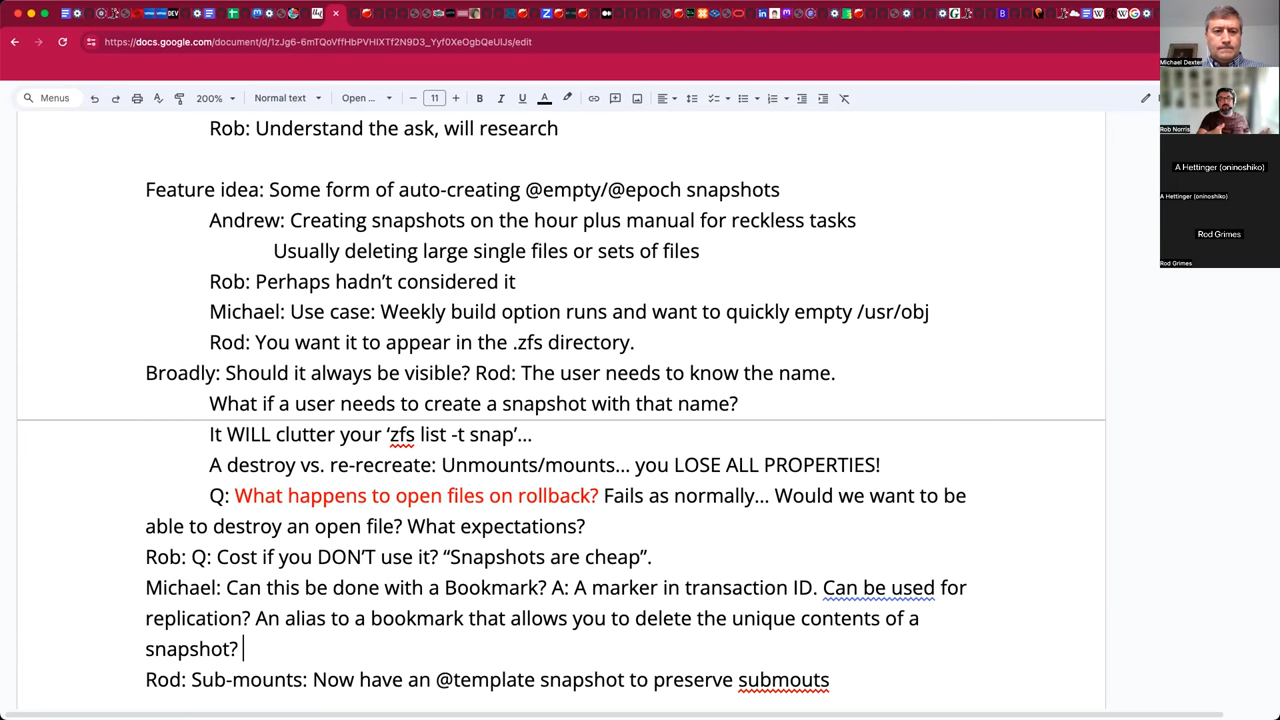 https://docs.google.com/document/d/1zJg6-6mTQoVffHbPVHIXTf2N9D3_Yyf0XeOgbQeUlJs/edit
Menus
200%
Normal text
Open ...
11
Rob: Understand the ask, will research
Feature idea: Some form of auto-creating @empty/@epoch snapshots
Andrew: Creating snapshots on the hour plus manual for reckless tasks
Usually deleting large single files or sets of files
Rob: Perhaps hadn’t considered it
Michael: Use case: Weekly build option runs and want to quickly empty /usr/obj
Rod: You want it to appear in the .zfs directory.
Broadly: Should it always be visible? Rod: The user needs to know the name.
What if a user needs to create a snapshot with that name?
It WILL clutter your ‘zfs list -t snap’...
A destroy vs. re-recreate: Unmounts/mounts... you LOSE ALL PROPERTIES!
Q: What happens to open files on rollback? Fails as normally... Would we want to be
able to destroy an open file? What expectations?
Rob: Q: Cost if you DON’T use it? “Snapshots are cheap”.
Michael: Can this be done with a Bookmark? A: A marker in transaction ID. Can be used for
replication? An alias to a bookmark that allows you to delete the unique contents of a
snapshot?
Rod: Sub-mounts: Now have an @template snapshot to preserve submouts
Michael Dexter
Rob Norris
A Hettinger (oninoshiko)
A Hettinger (oninoshiko)
Rod Grimes
Rod Grimes